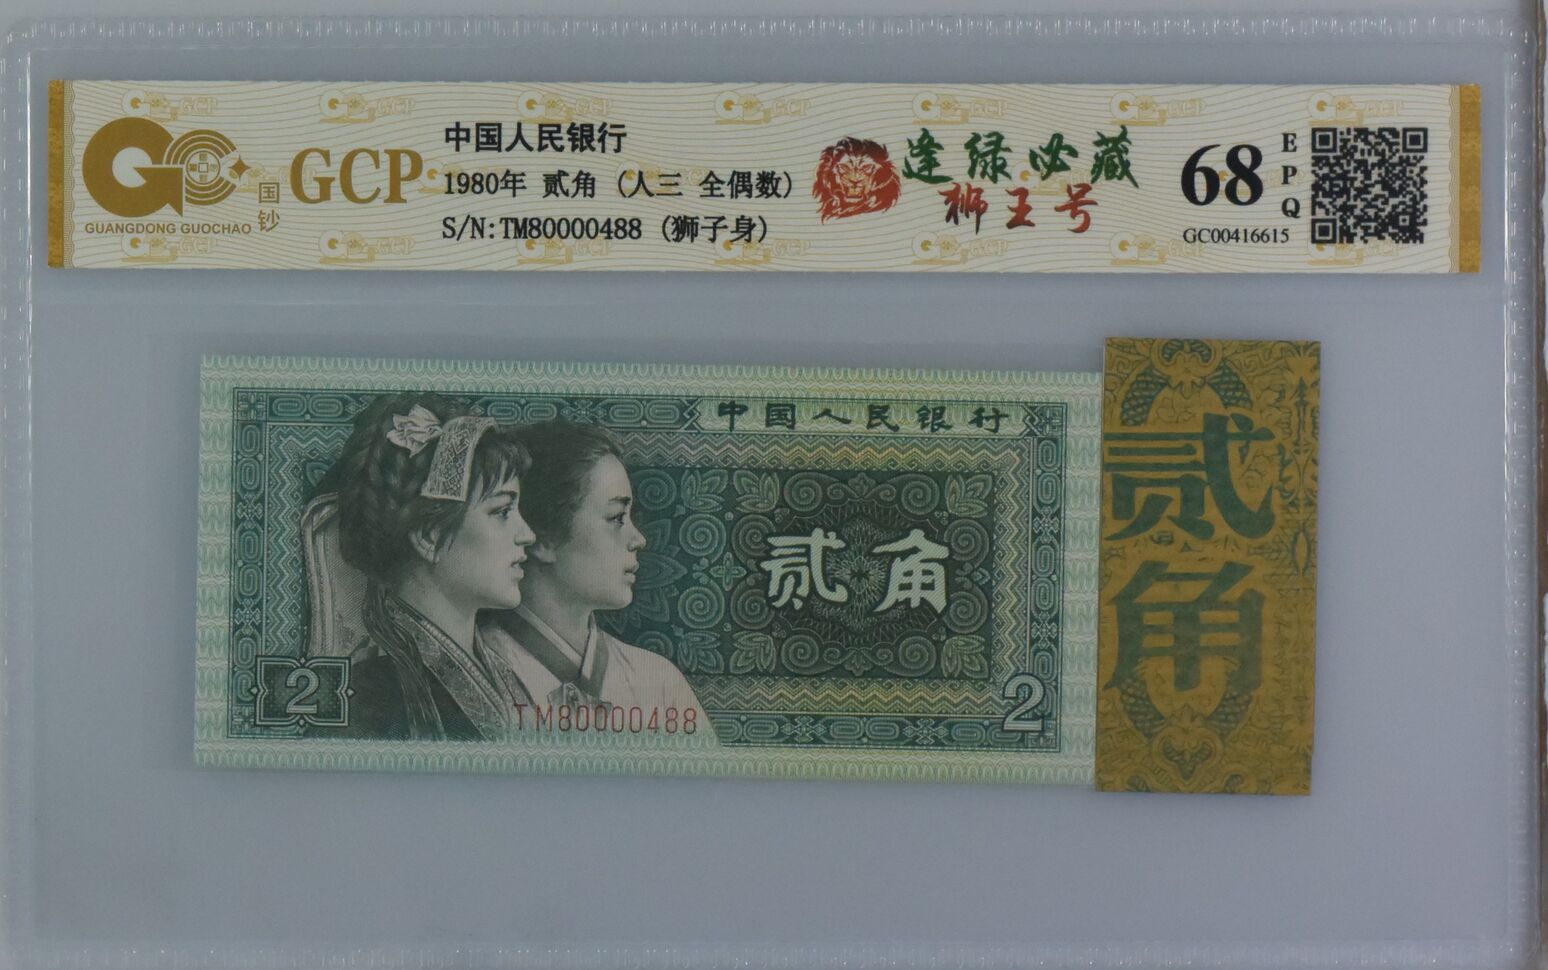 GUANGDONG GUOCHAO
国钞
GCP
中国人民银行
1980年 贰角 (人三 全偶数)
S/N:TM80000488 (狮子身)
逢绿必藏
狮王号
68
EPQ
GC00416615
中国人民银行
贰角
2
TM80000488
2
贰角